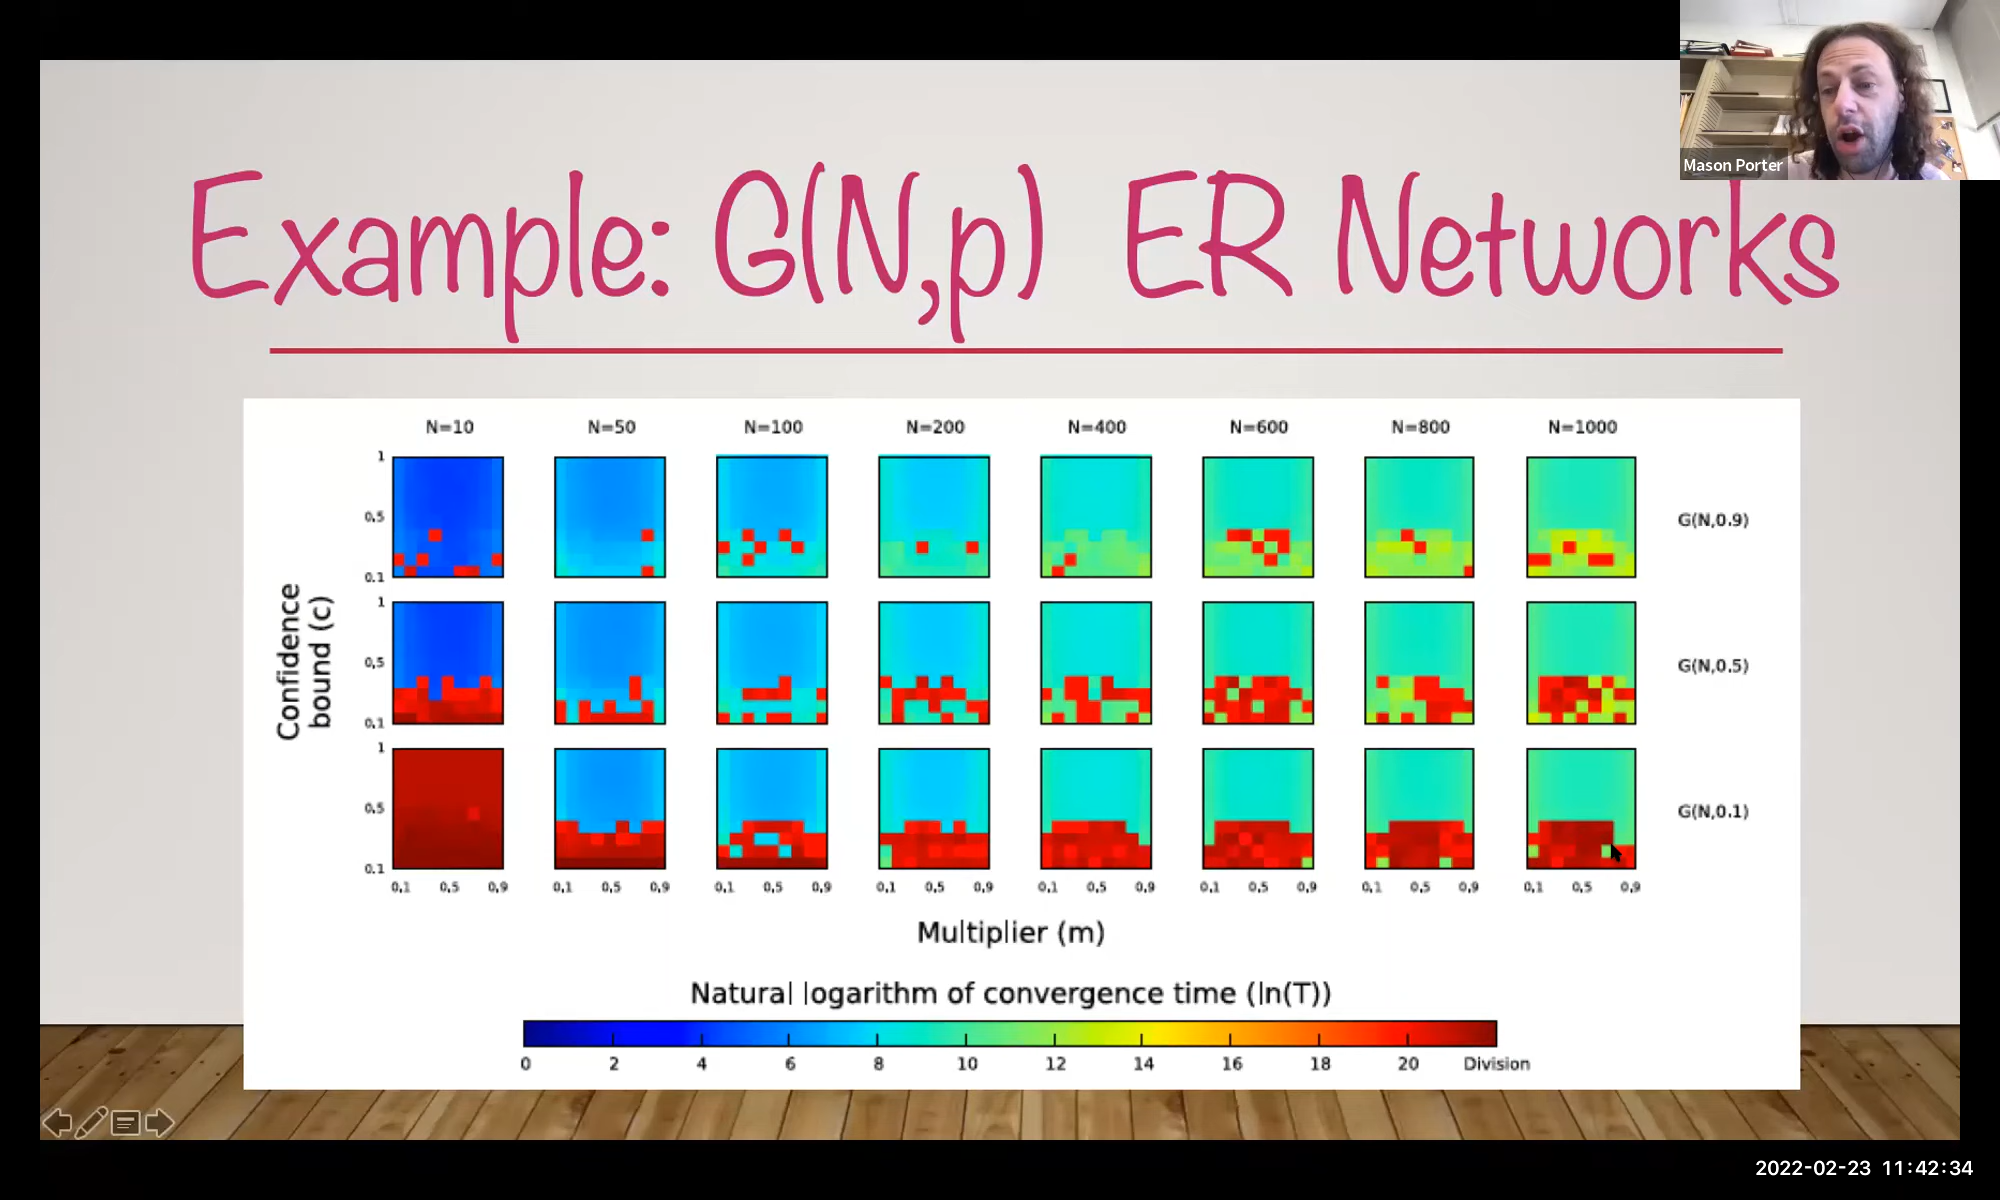 Mason Porter
Example: G(N,p) ER Networks
N=10 N=50 N=100 N=200 N=400 N=600 N=800 N=1000
1
0.5
0.1
G(N,0.9)
1
0.5
0.1
G(N,0.5)
1
0.5
0.1
G(N,0.1)
Confidence
bound (c)
0.1 0.5 0.9 0.1 0.5 0.9 0.1 0.5 0.9 0.1 0.5 0.9 0.1 0.5 0.9 0.1 0.5 0.9 0.1 0.5 0.9 0.1 0.5 0.9
Multiplier (m)
Natural logarithm of convergence time (ln(T))
0 2 4 6 8 10 12 14 16 18 20 Division
2022-02-23 11:42:34